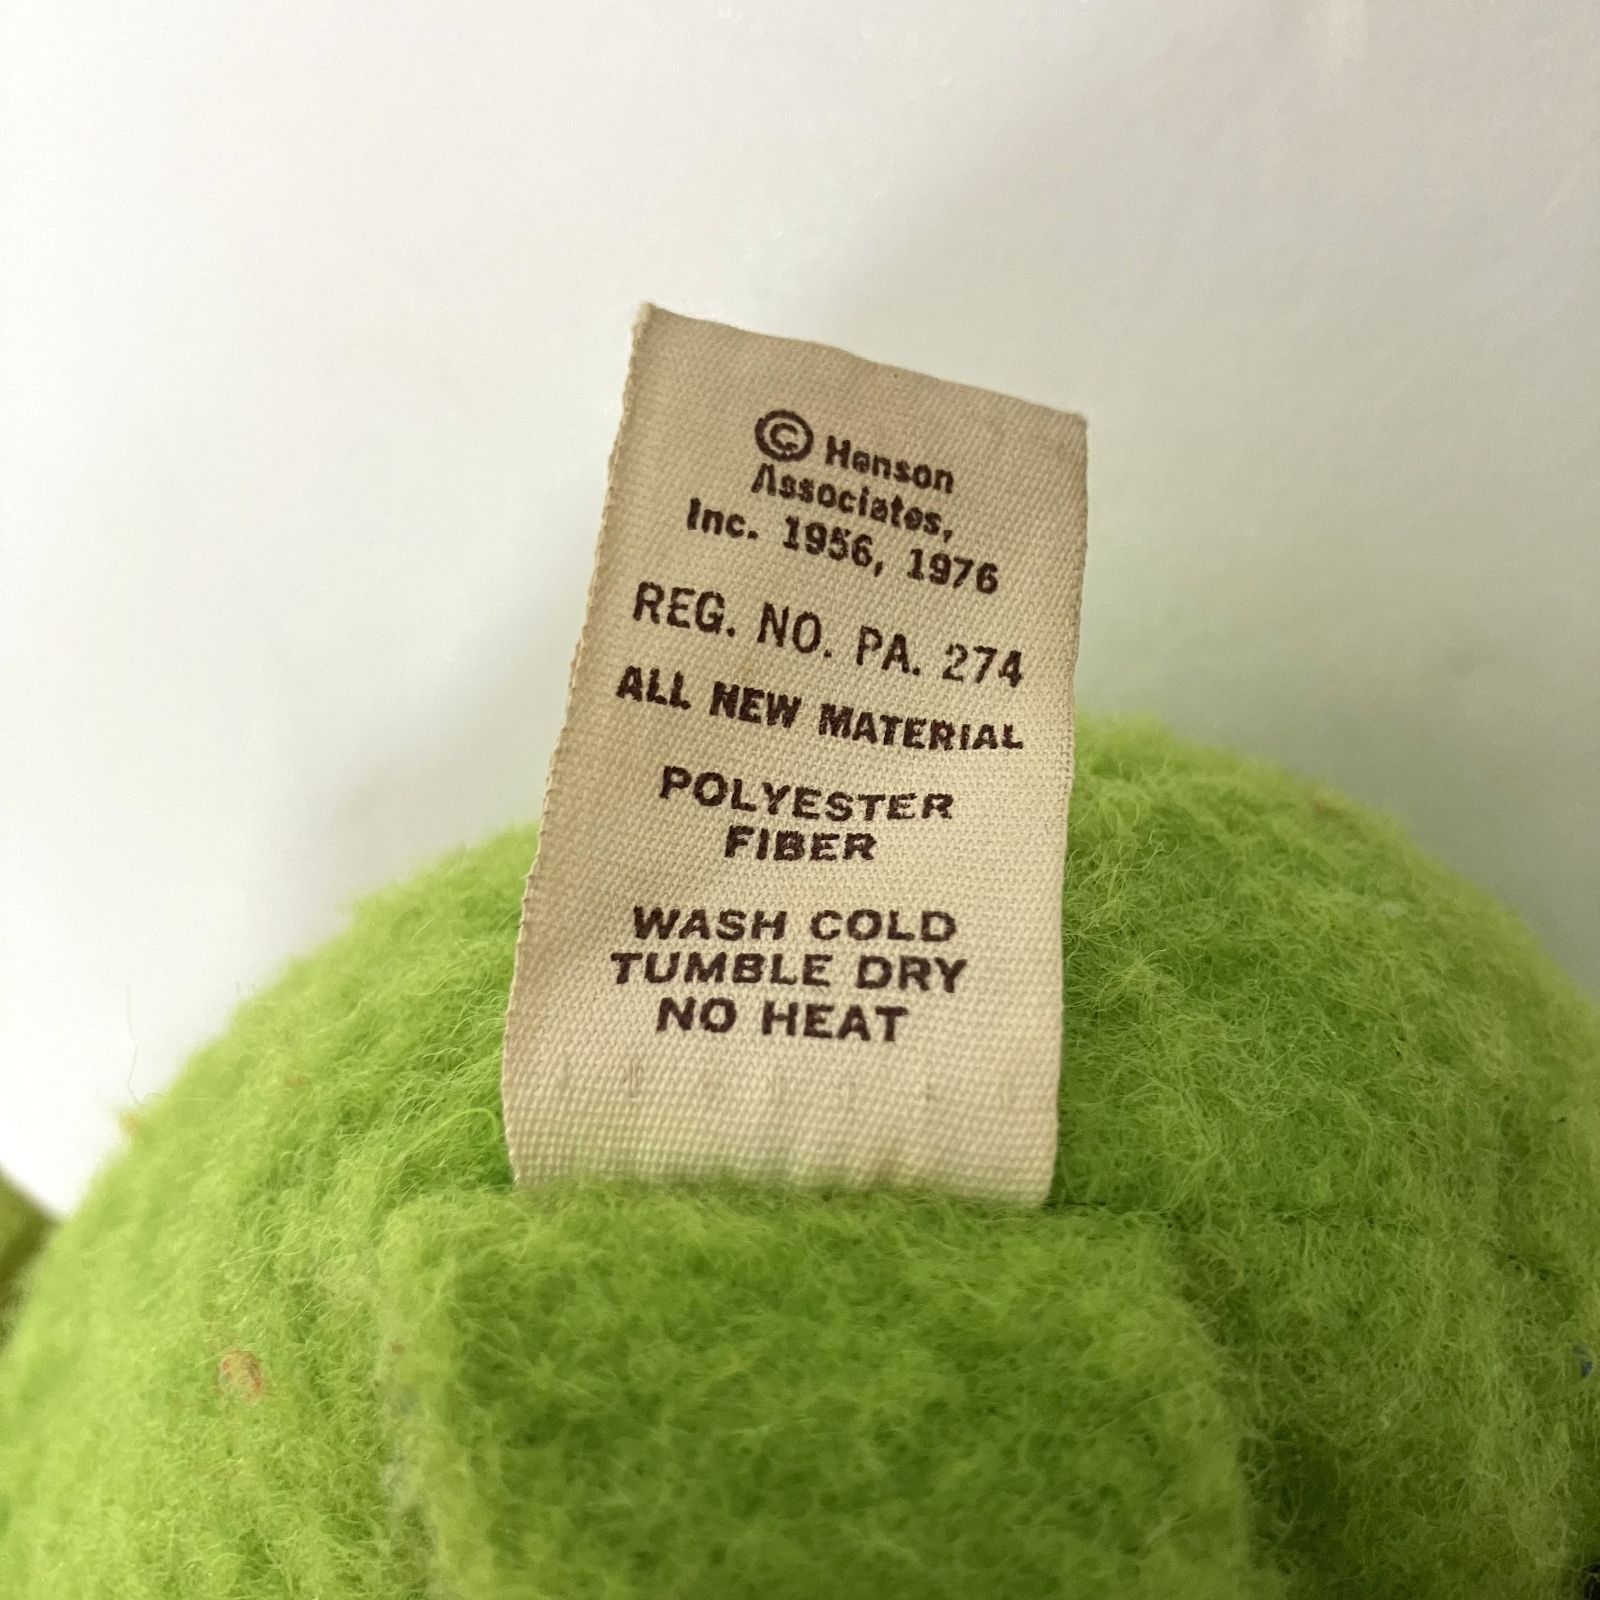 © Henson
Associates,
Inc. 1956, 1976
REG. NO. PA. 274
ALL NEW MATERIAL
POLYESTER
FIBER
WASH COLD
TUMBLE DRY
NO HEAT